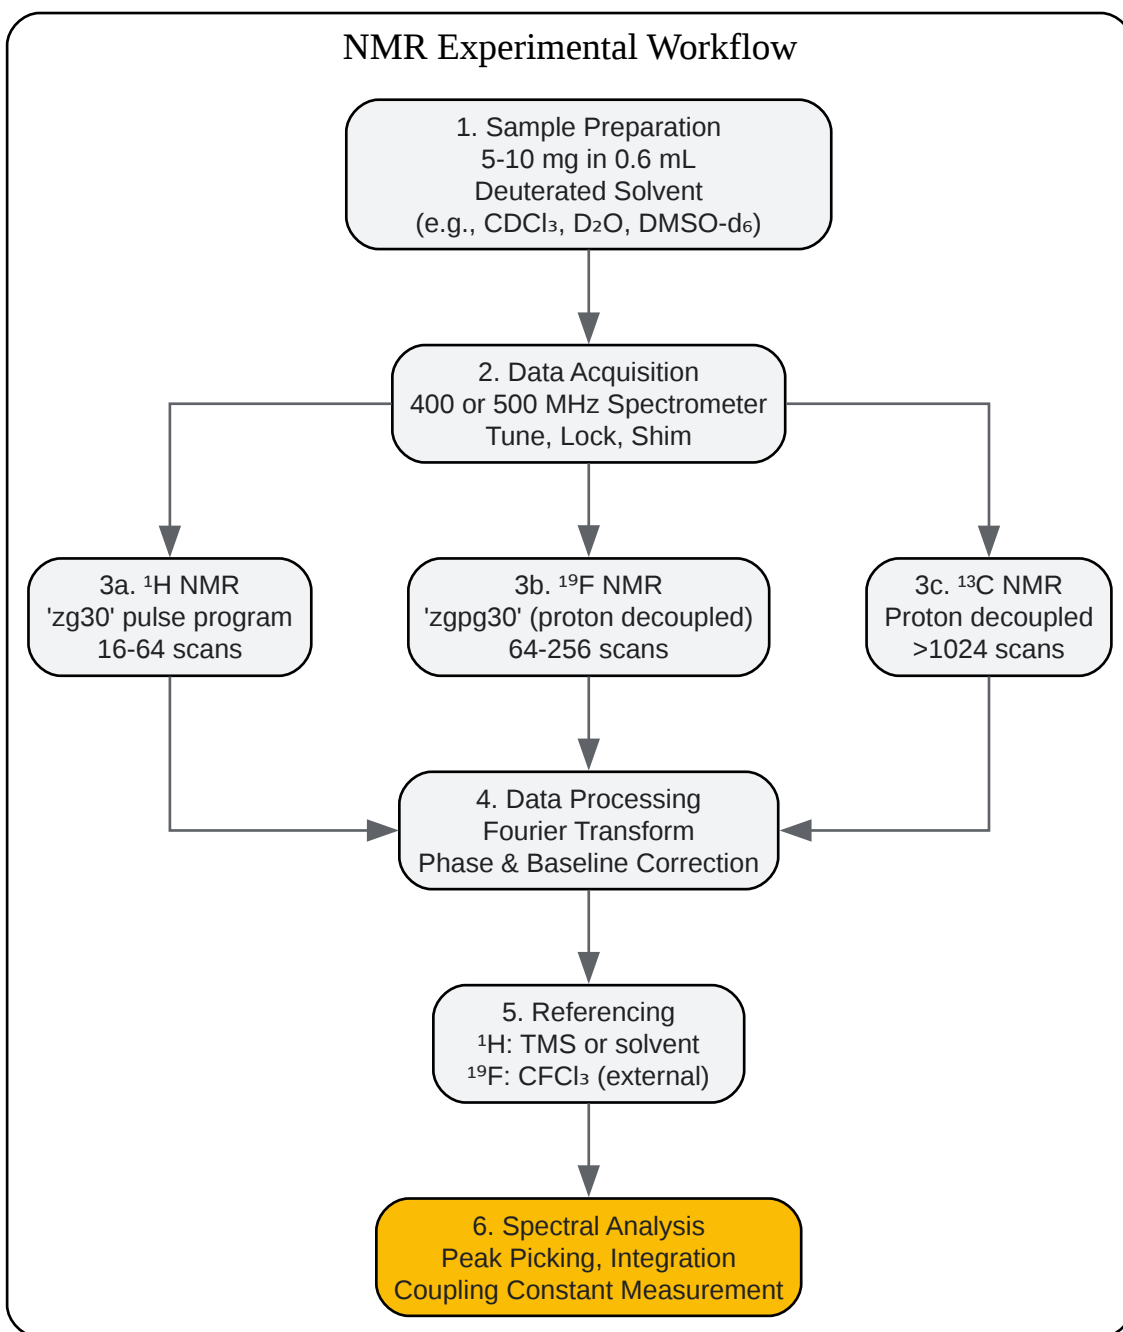 NMR Experimental Workflow
1. Sample Preparation
5-10 mg in 0.6 mL
Deuterated Solvent
(e.g., CDCl₃, D₂O, DMSO-d₆)
2. Data Acquisition
400 or 500 MHz Spectrometer
Tune, Lock, Shim
3a. ¹H NMR
'zg30' pulse program
16-64 scans
3b. ¹⁹F NMR
'zgpg30' (proton decoupled)
64-256 scans
3c. ¹³C NMR
Proton decoupled
>1024 scans
4. Data Processing
Fourier Transform
Phase & Baseline Correction
5. Referencing
¹H: TMS or solvent
¹⁹F: CFCl₃ (external)
6. Spectral Analysis
Peak Picking, Integration
Coupling Constant Measurement